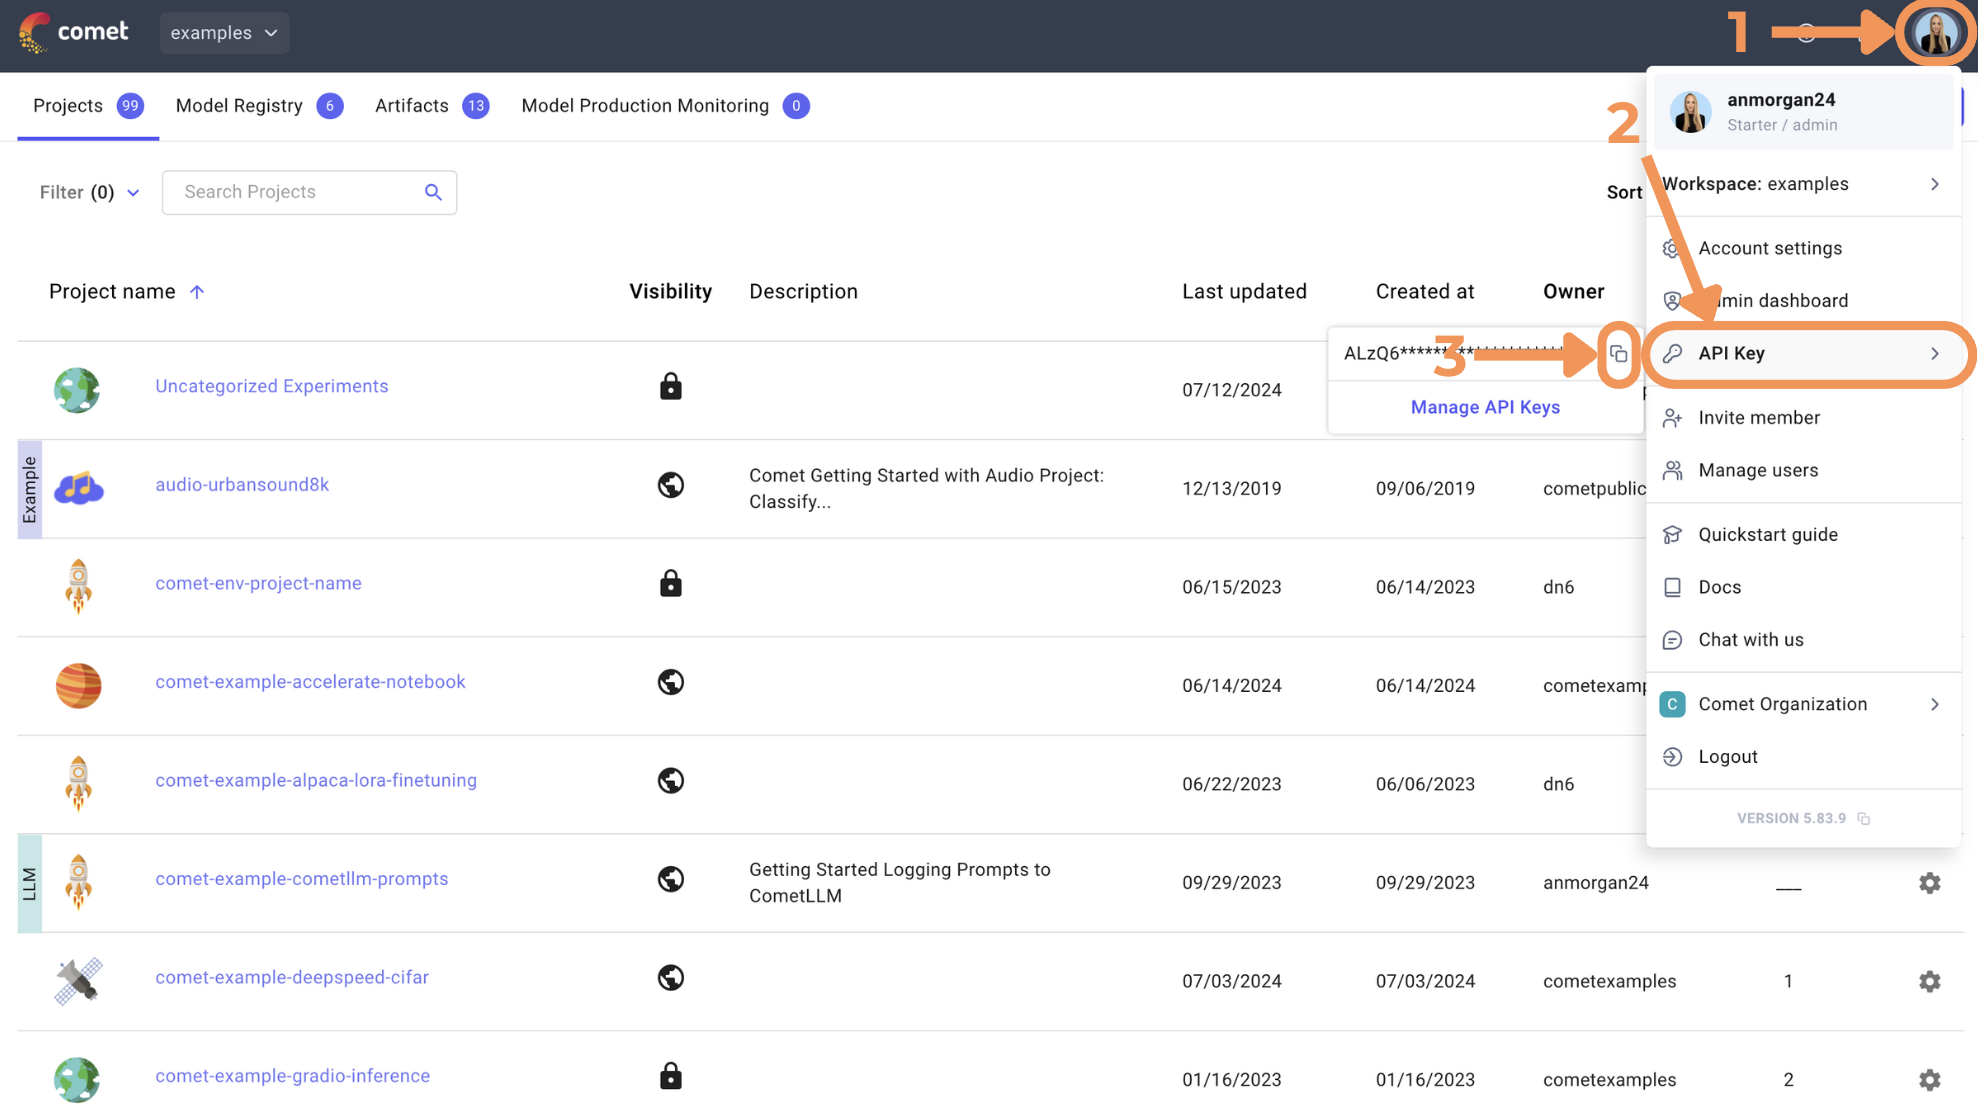 comet
examples
1
Projects 99 Model Registry 6 Artifacts 13 Model Production Monitoring 0
2
anmorgan24
Starter / admin
Filter (0) Search Projects
Sort
Workspace: examples
Account settings
Admin dashboard
API Key
Invite member
Manage users
Quickstart guide
Docs
Chat with us
C Comet Organization
Logout
VERSION 5.83.9
Project name Visibility Description Last updated Created at Owner
3
Manage API Keys
Uncategorized Experiments 07/12/2024
Example
audio-urbansound8k Comet Getting Started with Audio Project: 12/13/2019 09/06/2019 cometpublic
Classify...
comet-env-project-name 06/15/2023 06/14/2023 dn6
comet-example-accelerate-notebook 06/14/2024 06/14/2024 cometexamp
comet-example-alpaca-lora-finetuning 06/22/2023 06/06/2023 dn6
LLM
comet-example-cometllm-prompts Getting Started Logging Prompts to 09/29/2023 09/29/2023 anmorgan24 ___
CometLLM
comet-example-deepspeed-cifar 07/03/2024 07/03/2024 cometexamples 1
comet-example-gradio-inference 01/16/2023 01/16/2023 cometexamples 2